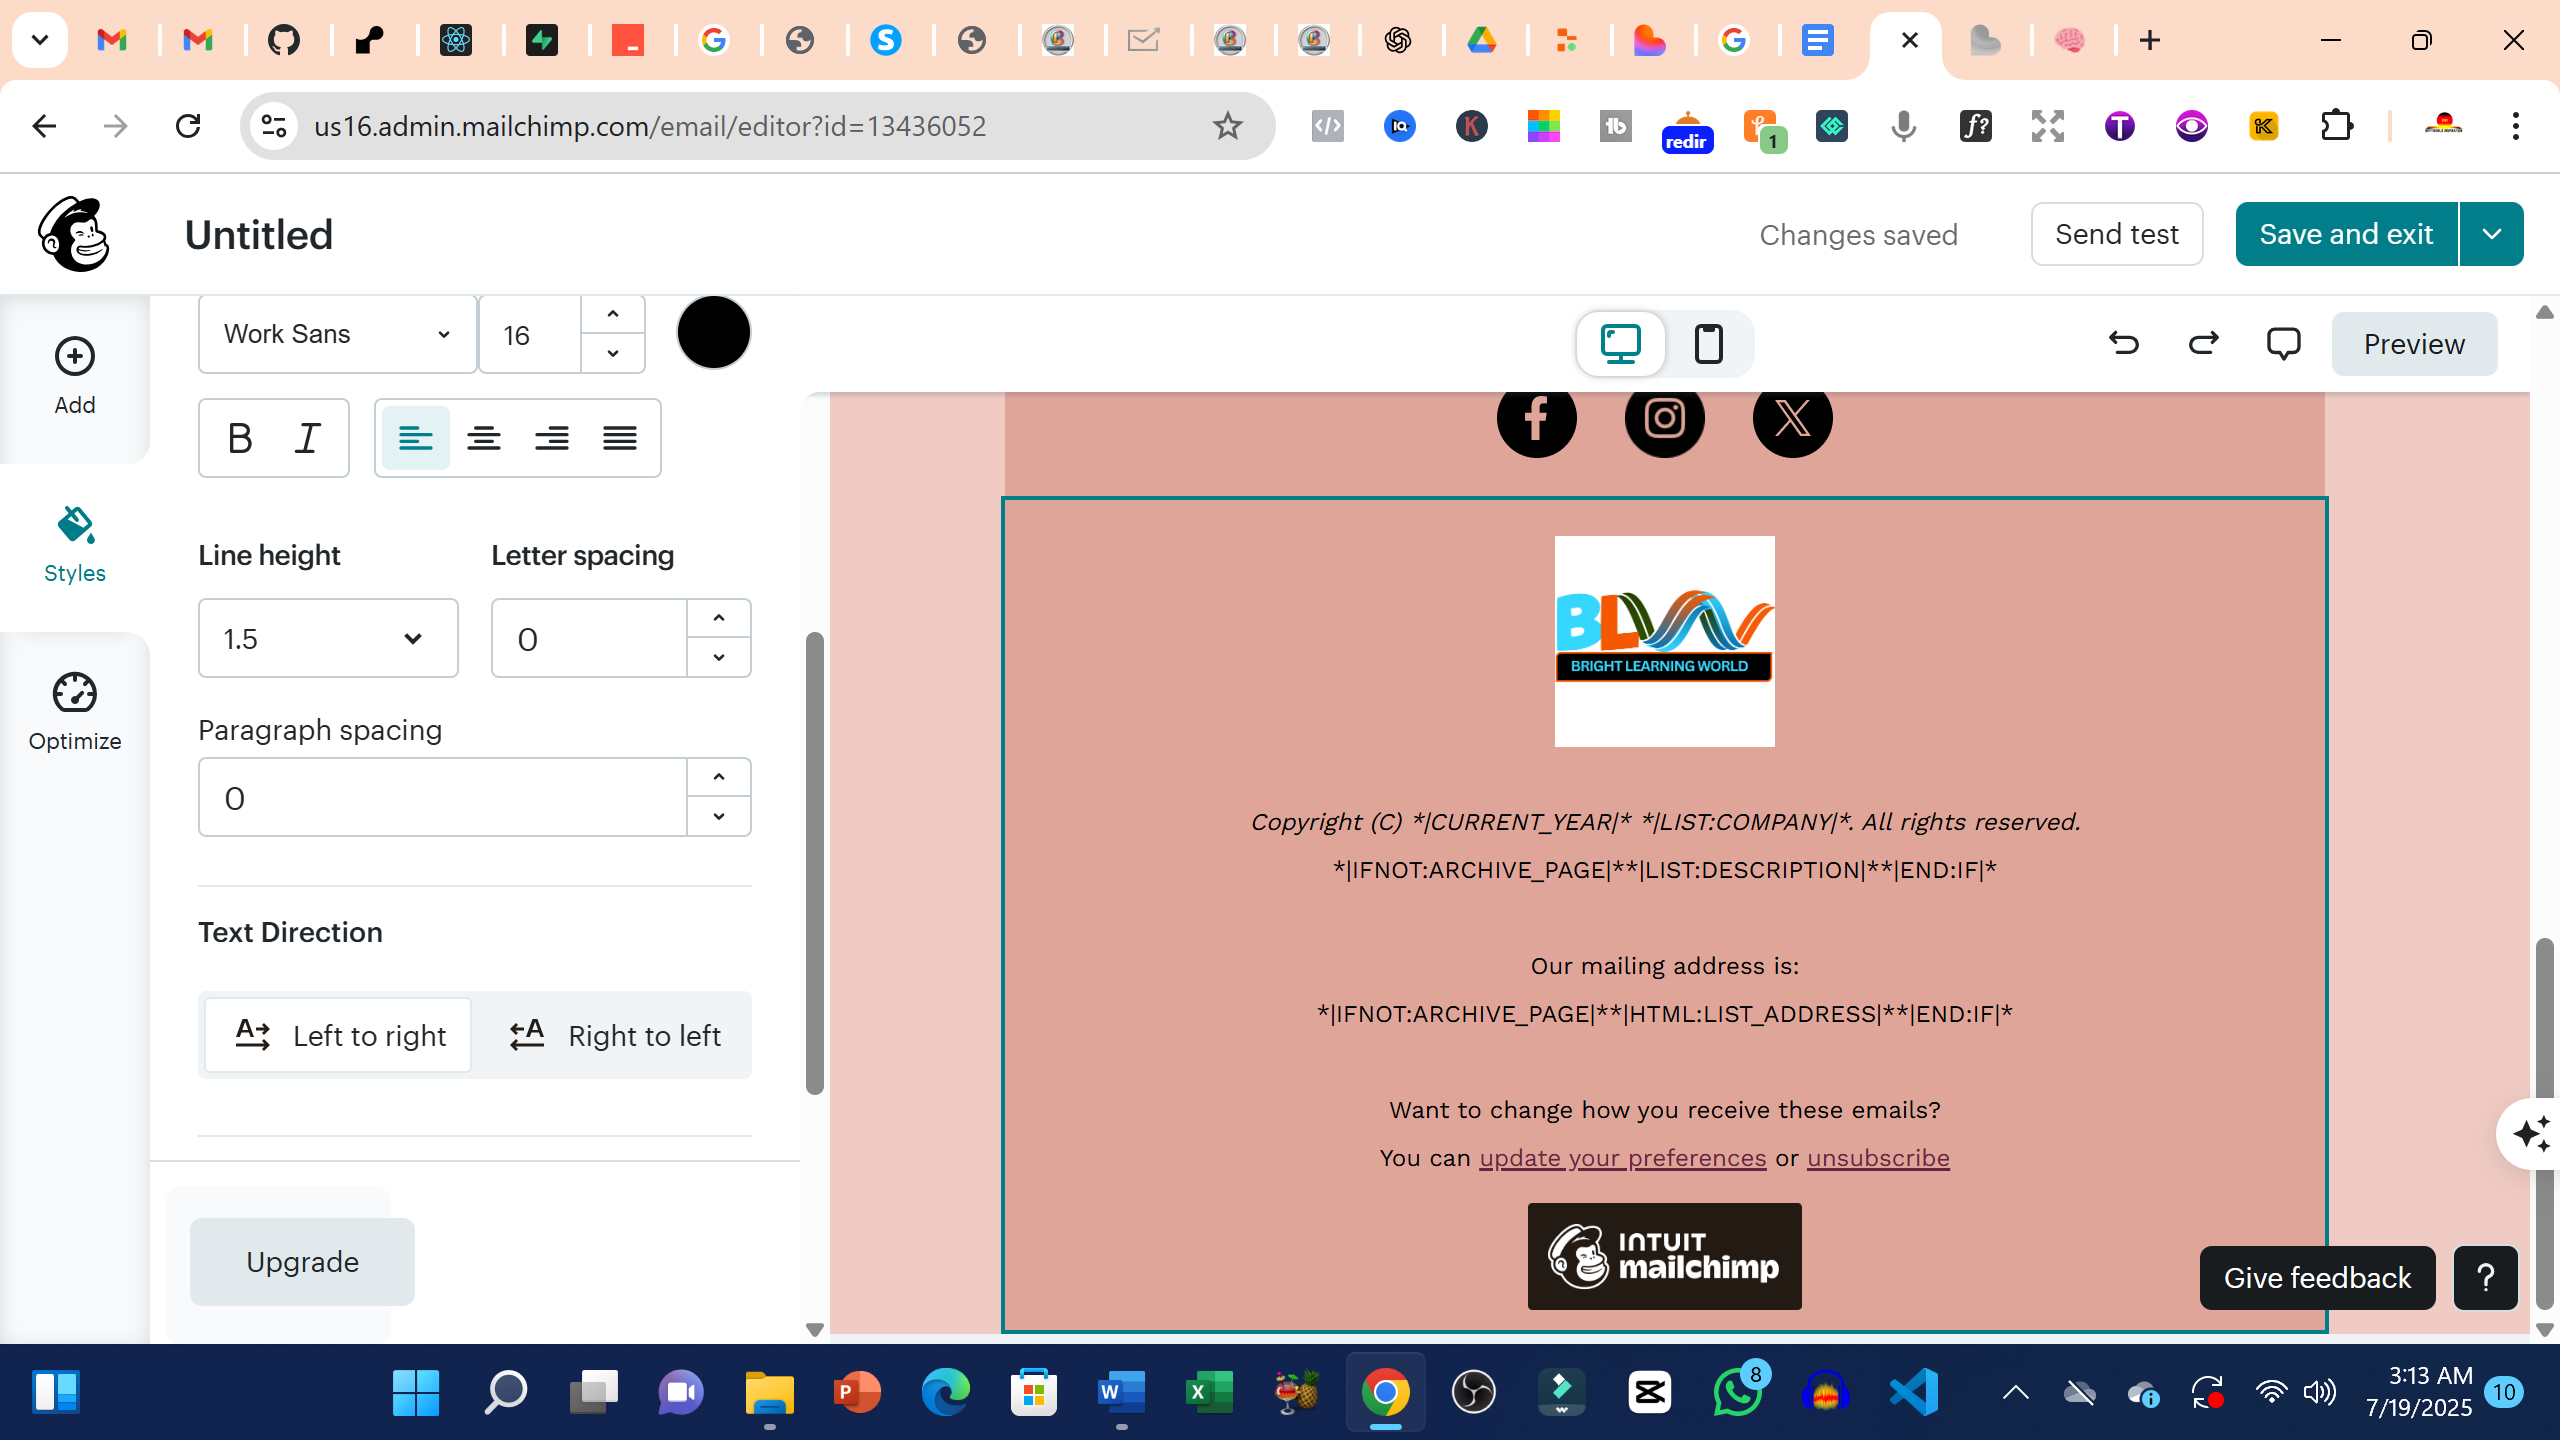 us16.admin.mailchimp.com/email/editor?id=13436052
redir
1
Untitled
Changes saved
Send test
Save and exit
Add
Styles
Optimize
Work Sans
16
B I
Line height
Letter spacing
1.5
0
Paragraph spacing
0
Text Direction
Left to right
Right to left
Upgrade
Preview
BLW
BRIGHT LEARNING WORLD
Copyright (C) *|CURRENT_YEAR|* *|LIST:COMPANY|*. All rights reserved.
*|IFNOT:ARCHIVE_PAGE|**|LIST:DESCRIPTION|**|END:IF|*
Our mailing address is:
*|IFNOT:ARCHIVE_PAGE|**|HTML:LIST_ADDRESS|**|END:IF|*
Want to change how you receive these emails?
You can update your preferences or unsubscribe
INTUIT
mailchimp
Give feedback
?
8
3:13 AM
7/19/2025
10